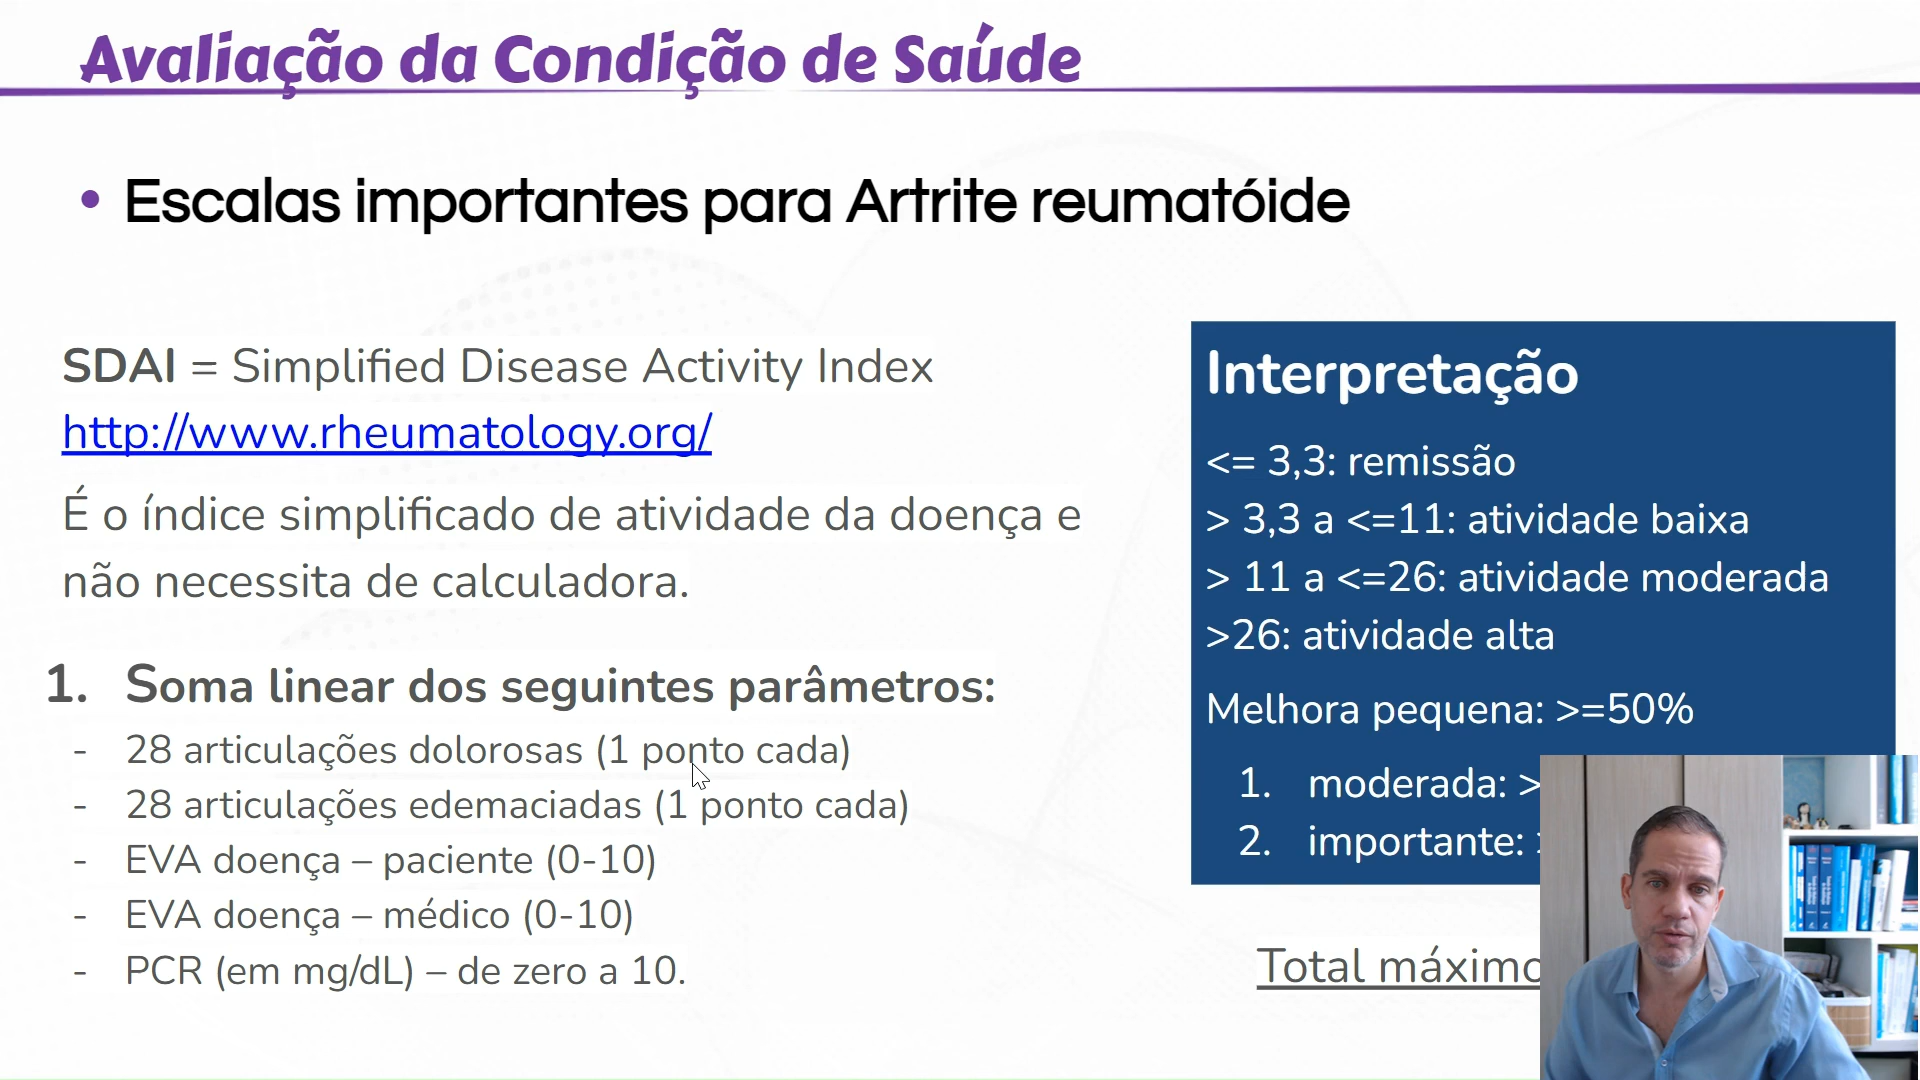 Avaliação da Condição de Saúde
• Escalas importantes para Artrite reumatóide
SDAI = Simplified Disease Activity Index
http://www.rheumatology.org/
É o índice simplificado de atividade da doença e
não necessita de calculadora.
1. Soma linear dos seguintes parâmetros:
- 28 articulações dolorosas (1 ponto cada)
- 28 articulações edemaciadas (1 ponto cada)
- EVA doença – paciente (0-10)
- EVA doença – médico (0-10)
- PCR (em mg/dL) – de zero a 10.
Interpretação
<= 3,3: remissão
> 3,3 a <=11: atividade baixa
> 11 a <=26: atividade moderada
>26: atividade alta
Melhora pequena: >=50%
1. moderada: >
2. importante:
Total máximo